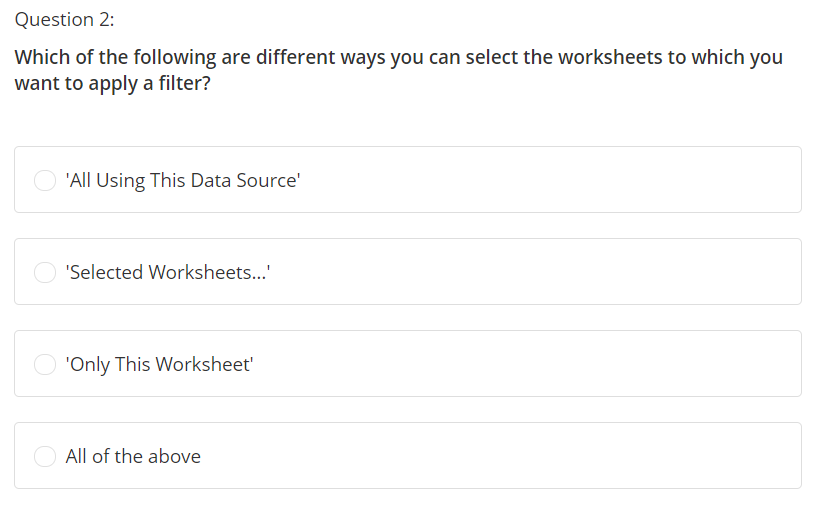 Question 2:
Which of the following are different ways you can select the worksheets to which you
want to apply a filter?
'All Using This Data Source'
'Selected Worksheets...'
'Only This Worksheet'
All of the above